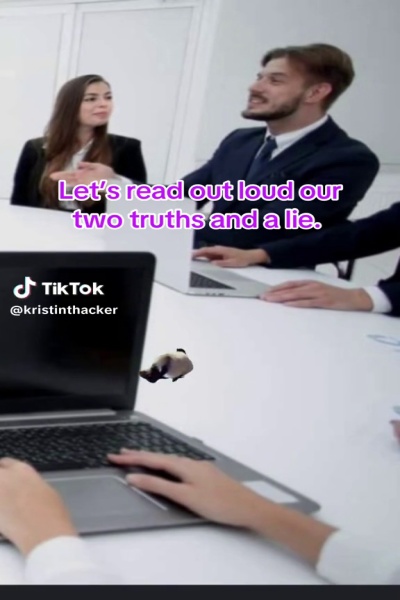 Let's read out loud our
two truths and a lie.
TikTok
@kristinthacker